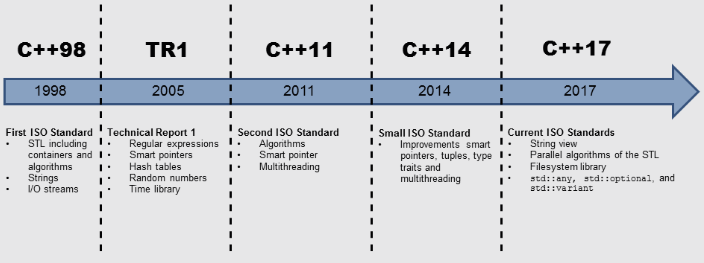 C++98
TR1
C++11
C++14
C++17
1998
2005
2011
2014
2017
First ISO Standard
• STL including
containers and
algorithms
• Strings
• I/O streams
Technical Report 1
• Regular expressions
• Smart pointers
• Hash tables
• Random numbers
• Time library
Second ISO Standard
• Algorithms
• Smart pointer
• Multithreading
Small ISO Standard
• Improvements smart
pointers, tuples, type
traits and
multithreading
Current ISO Standards
• String view
• Parallel algorithms of the STL
• Filesystem library
• std::any, std::optional, and
std::variant